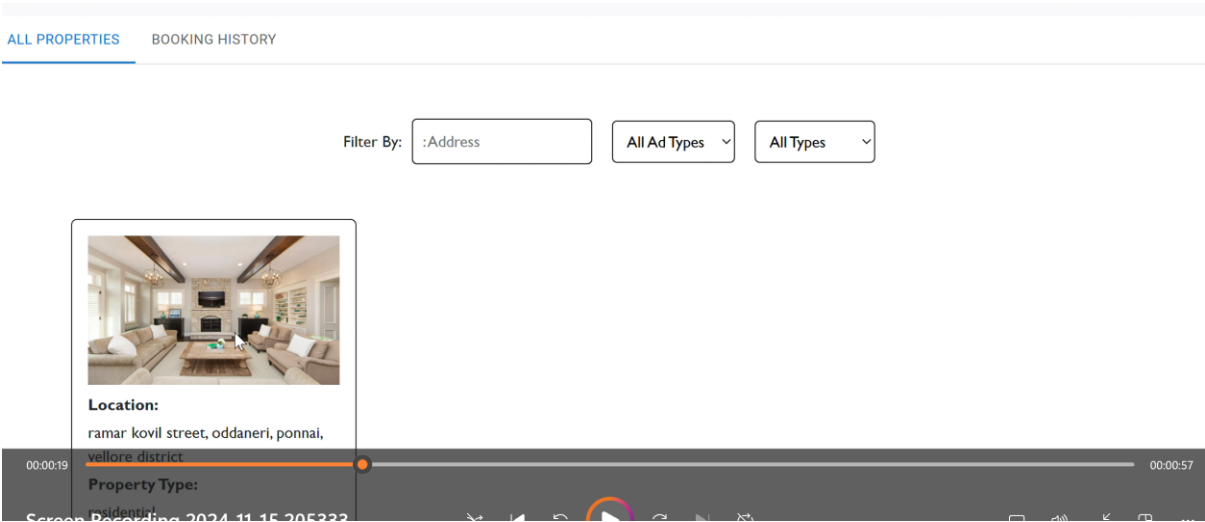 ALL PROPERTIES BOOKING HISTORY
Filter By: :Address All Ad Types All Types
Location:
ramar kovil street, oddaneri, ponnai,
vellore district
00:00:19 00:00:57
Property Type:
residential
Screen Recording 2024-11-15 205333